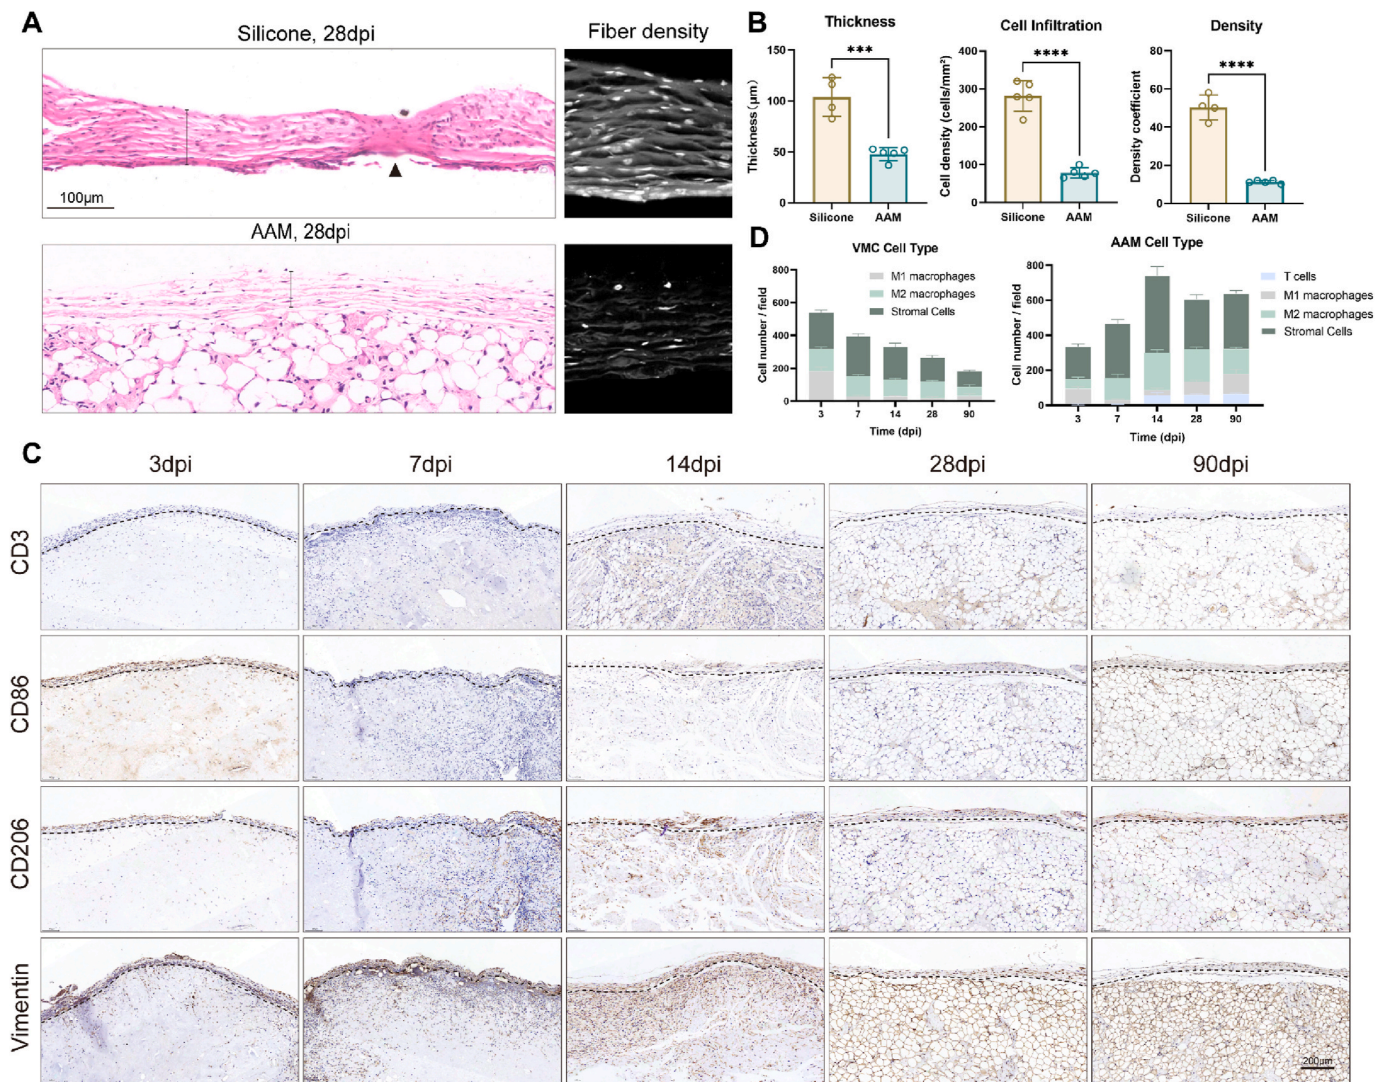 A
Silicone, 28dpi
Fiber density
100μm
AAM, 28dpi
B
Thickness
Thickness (μm)
150
100
50
0
***
Silicone
AAM
Cell Infiltration
Cell density (cells/mm²)
400
300
200
100
0
****
Silicone
AAM
Density
Density coefficient
80
60
40
20
0
****
Silicone
AAM
D
VMC Cell Type
Cell number / field
800
600
400
200
0
M1 macrophages
M2 macrophages
Stromal Cells
3 7 14 28 90
Time (dpi)
AAM Cell Type
Cell number / field
800
600
400
200
0
T cells
M1 macrophages
M2 macrophages
Stromal Cells
3 7 14 28 90
Time (dpi)
C
3dpi 7dpi 14dpi 28dpi 90dpi
CD3
CD86
CD206
Vimentin
200μm